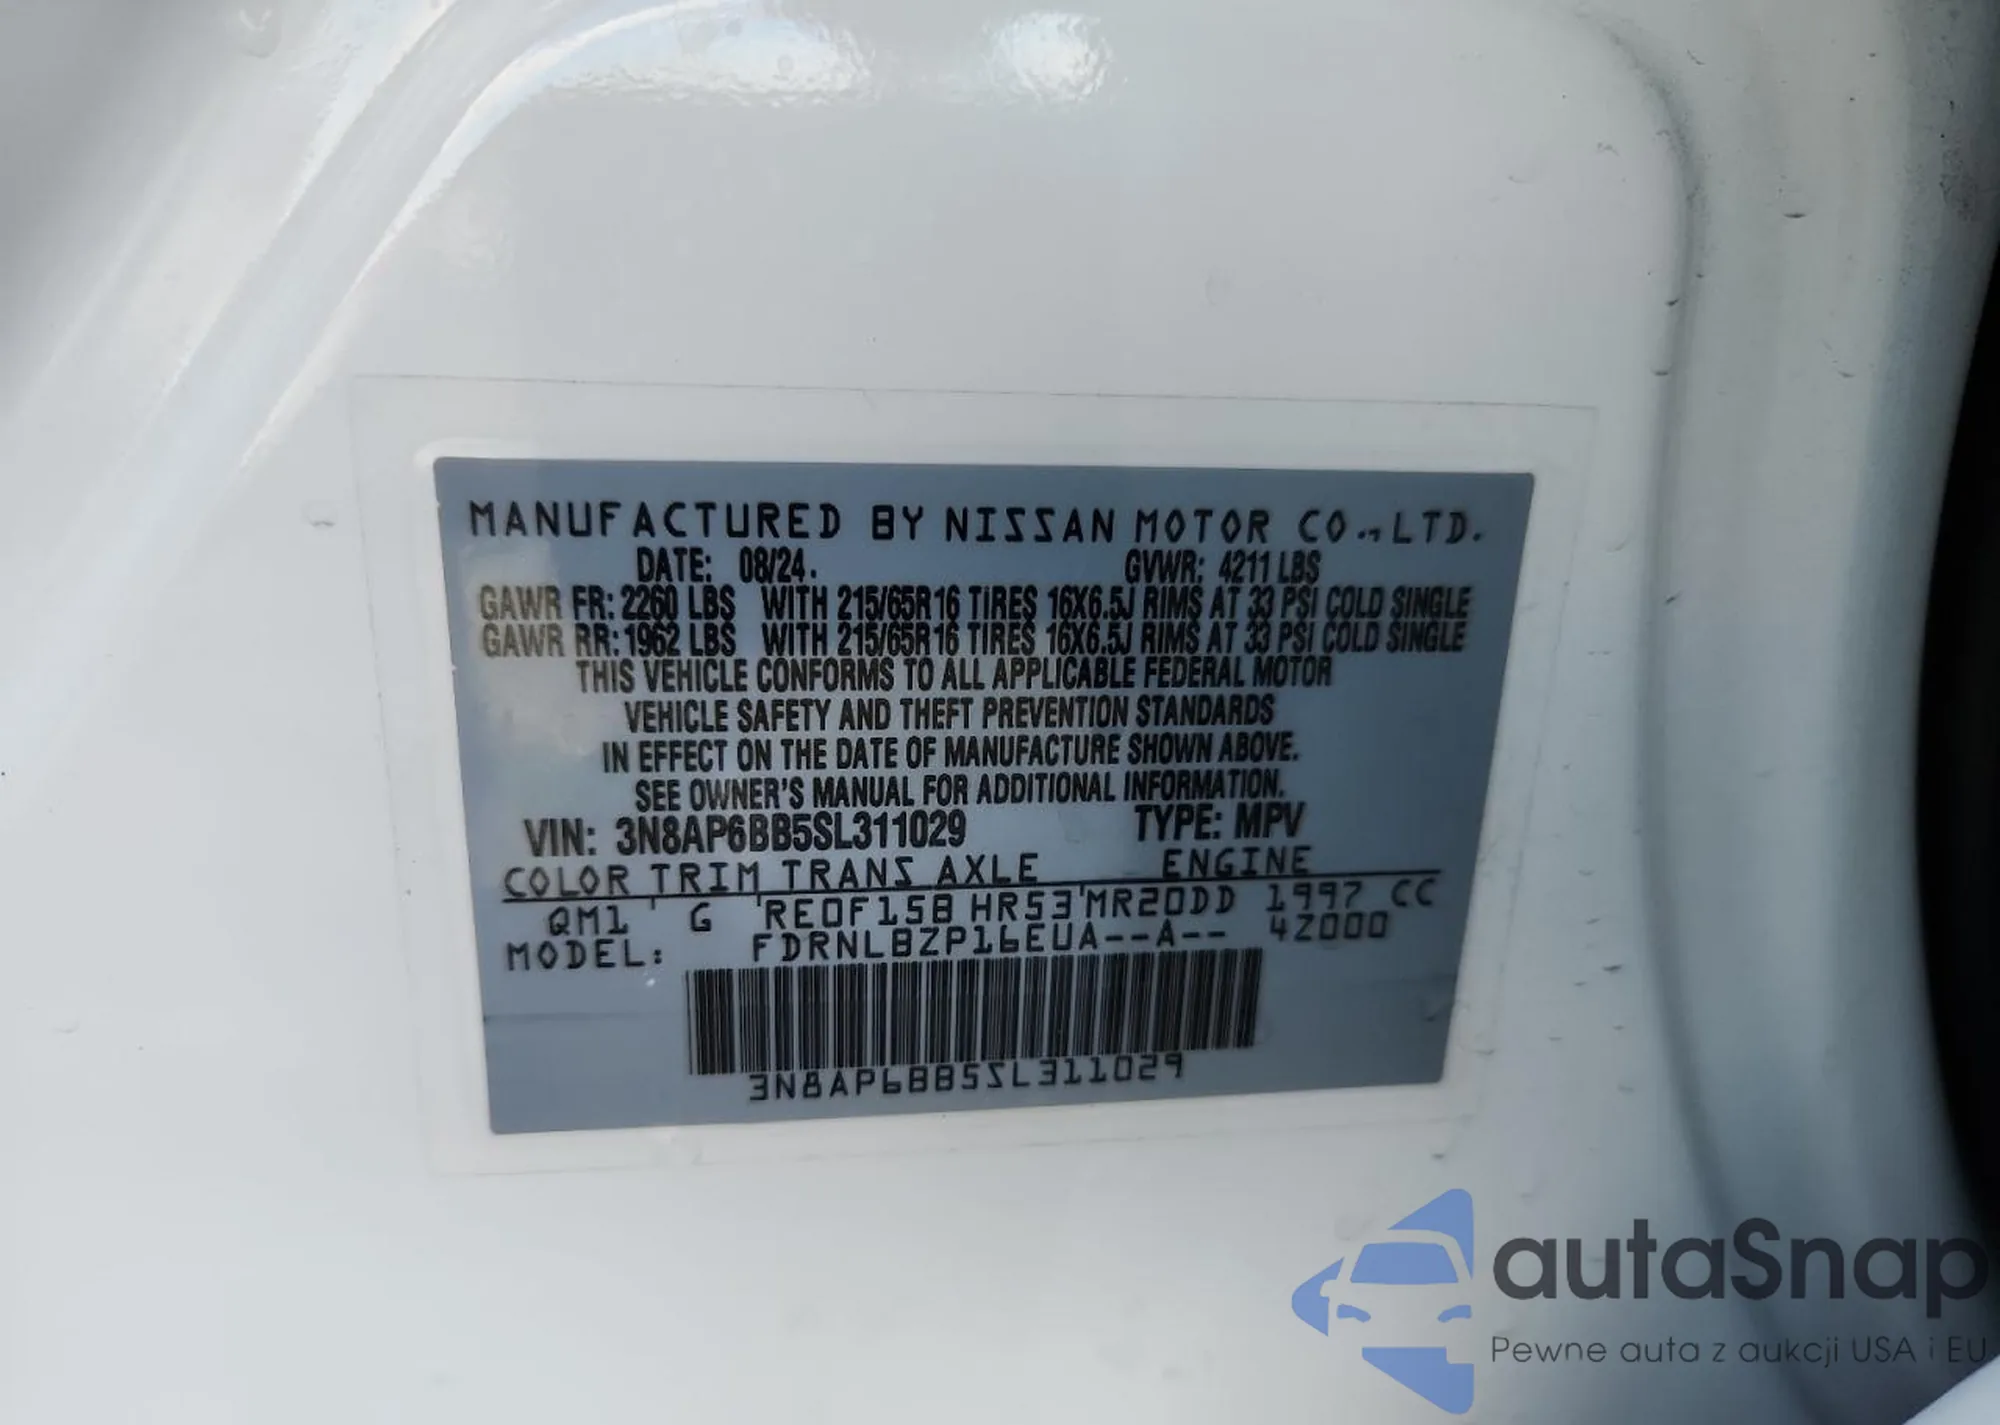 MANUFACTURED BY NISSAN MOTOR CO., LTD.
DATE: 08/24. GVWR: 4211 LBS
GAWR FR: 2260 LBS WITH 215/65R16 TIRES 16X6.5J RIMS AT 33 PSI COLD SINGLE
GAWR RR: 1962 LBS WITH 215/65R16 TIRES 16X6.5J RIMS AT 33 PSI COLD SINGLE
THIS VEHICLE CONFORMS TO ALL APPLICABLE FEDERAL MOTOR
VEHICLE SAFETY AND THEFT PREVENTION STANDARDS
IN EFFECT ON THE DATE OF MANUFACTURE SHOWN ABOVE.
SEE OWNER'S MANUAL FOR ADDITIONAL INFORMATION.
VIN: 3N8AP6BB5SL311029 TYPE: MPV
COLOR TRIM TRANS AXLE ENGINE
QM1 G RE0F15B HR53 MR20DD 1997 CC
MODEL: FDRNLBZP16EUA--A-- 4Z000
3N8AP6BB5SL311029
autaSnap
Pewne auta z aukcji USA i EU